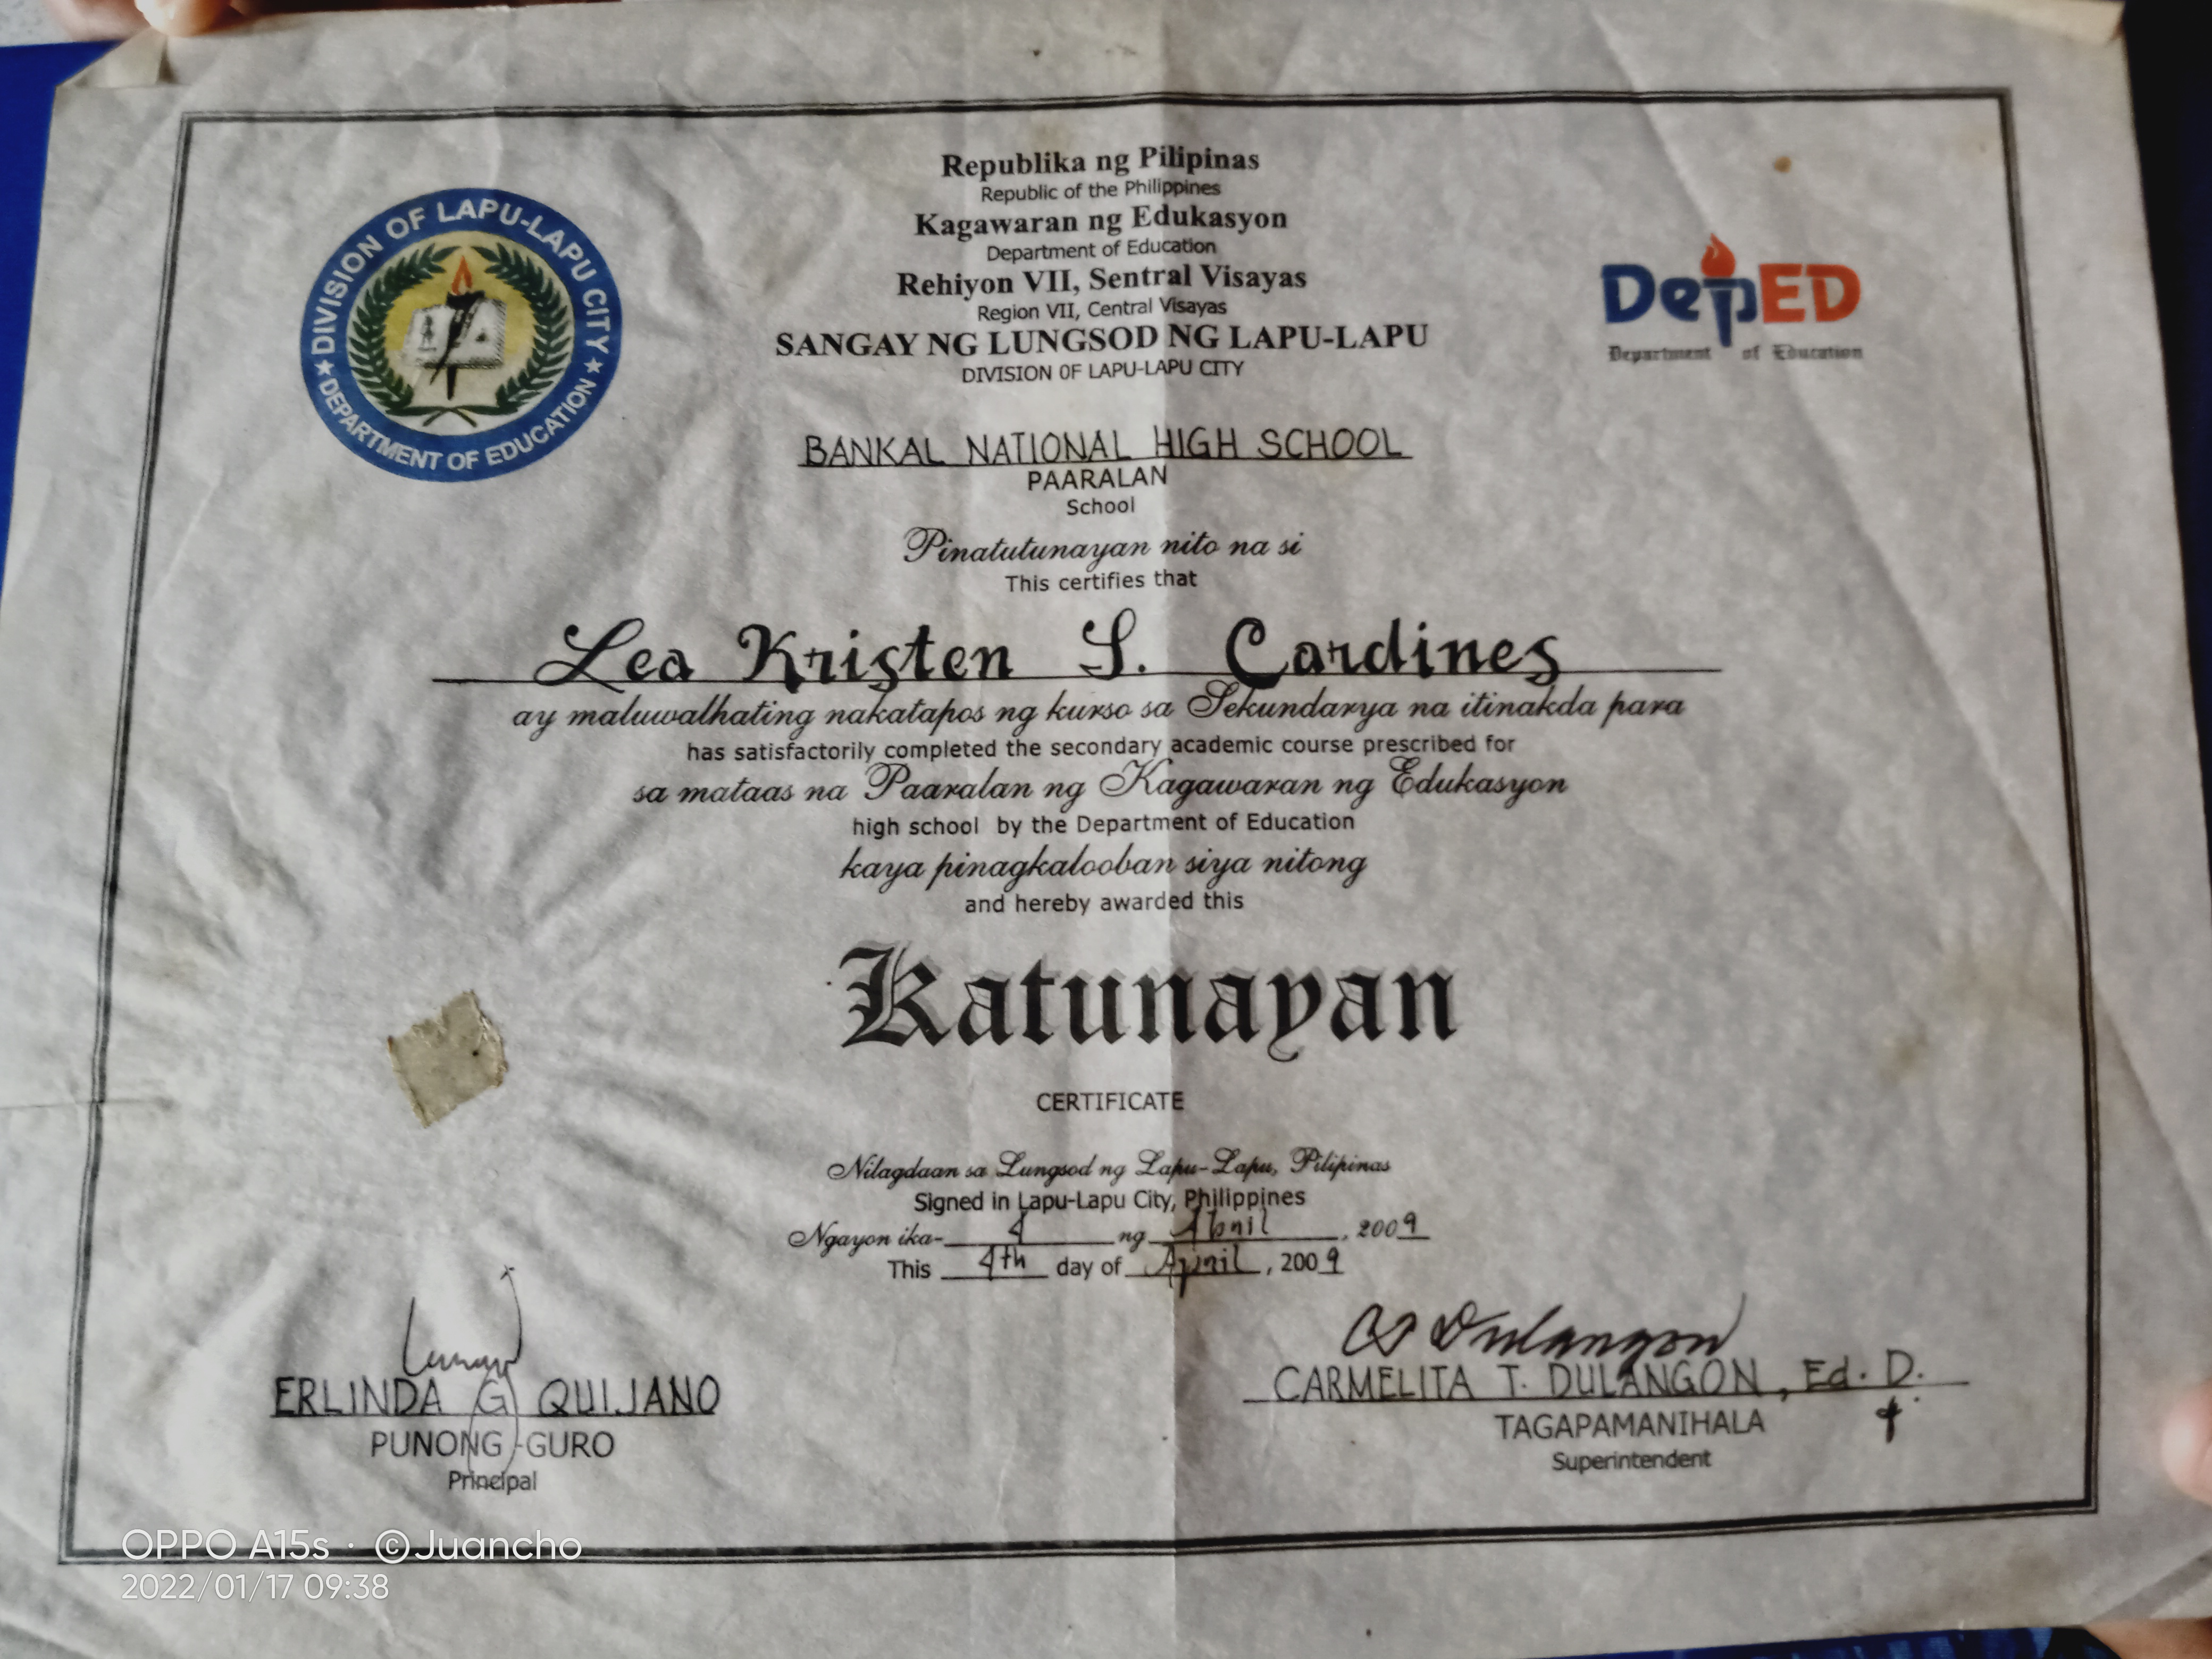 DIVISION OF LAPU-LAPU CITY
★ DEPARTMENT OF EDUCATION ★
Republika ng Pilipinas
Republic of the Philippines
Kagawaran ng Edukasyon
Department of Education
Rehiyon VII, Sentral Visayas
Region VII, Central Visayas
SANGAY NG LUNGSOD NG LAPU-LAPU
DIVISION OF LAPU-LAPU CITY
DepED
Department of Education
BANKAL NATIONAL HIGH SCHOOL
PAARALAN
School
Pinatutunayan nito na si
This certifies that
Lea Kristen S. Cardines
ay maluwalhating nakatapos ng kurso sa Sekundarya na itinakda para
has satisfactorily completed the secondary academic course prescribed for
sa mataas na Paaralan ng Kagawaran ng Edukasyon
high school by the Department of Education
kaya pinagkalooban siya nitong
and hereby awarded this
Katunayan
CERTIFICATE
Nilagdaan sa Lungsod ng Lapu-Lapu, Pilipinas
Signed in Lapu-Lapu City, Philippines
Ngayon ika- 4 ng Abril, 2009
This 4th day of April, 2009
ERLINDA G. QUIJANO
PUNONG-GURO
Principal
CS Dulangon
CARMELITA T. DULANGON, Ed. D.
TAGAPAMANIHALA
Superintendent
OPPO A15s · ©Juancho
2022/01/17 09:38